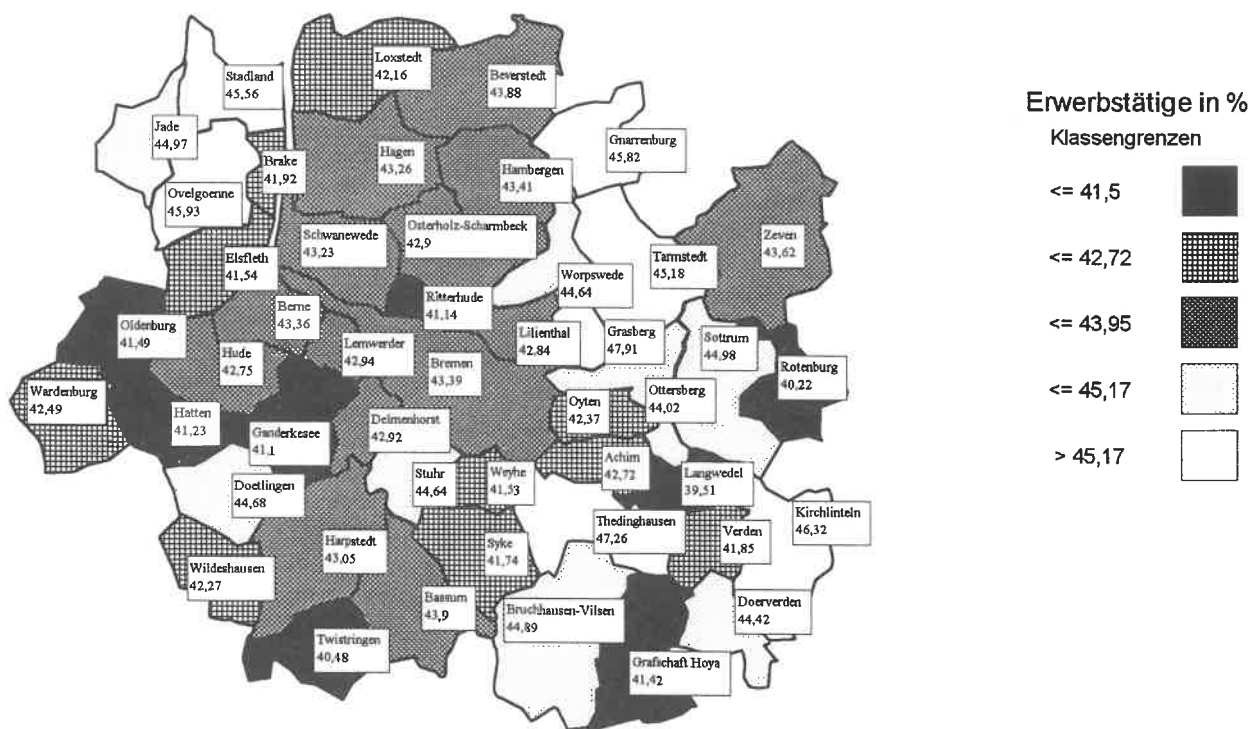 Loxstedt
42,16
Beverstedt
43,88
Stadland
45,56
Jade
44,97
Brake
41,92
Hagen
43,26
Hambergen
43,41
Gnarrenburg
45,82
Ovelgoenne
45,93
Schwanewede
43,23
Osterholz-Scharmbeck
42,9
Zeven
43,62
Elsfleth
41,54
Tarmstedt
45,18
Worpswede
44,64
Ritterhude
41,14
Berne
43,36
Oldenburg
41,49
Lemwerder
42,94
Lilienthal
42,84
Grasberg
47,91
Sottrum
44,98
Hude
42,75
Bremen
43,39
Rotenburg
40,22
Wardenburg
42,49
Ottersberg
44,02
Oyten
42,37
Hatten
41,23
Delmenhorst
42,92
Ganderkesee
41,1
Achim
42,72
Stuhr
44,64
Weyhe
41,53
Langwedel
39,51
Doetlingen
44,68
Kirchlinteln
46,32
Thedinghausen
47,26
Verden
41,85
Harpstedt
43,05
Syke
41,74
Wildeshausen
42,27
Bassum
43,9
Bruchhausen-Vilsen
44,89
Doerverden
44,42
Twistringen
40,48
Grafschaft Hoya
41,42
Erwerbstätige in %
Klassengrenzen
<= 41,5
<= 42,72
<= 43,95
<= 45,17
> 45,17